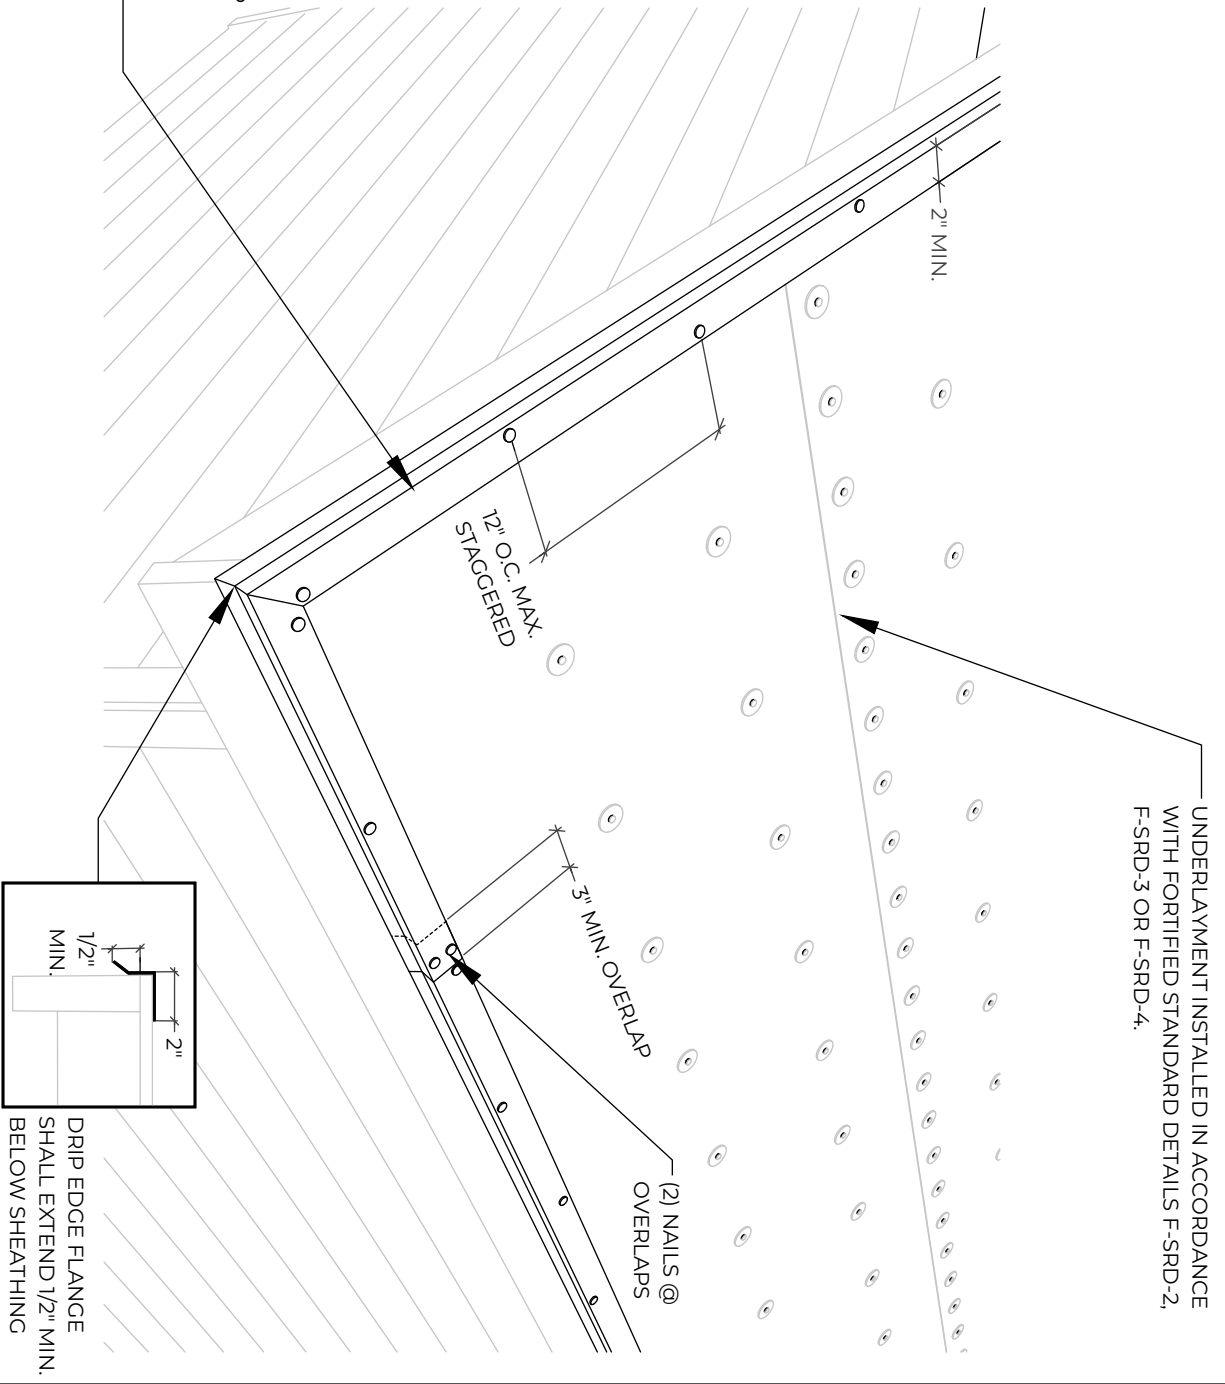 UNDERLAYMENT INSTALLED IN ACCORDANCE
WITH FORTIFIED STANDARD DETAILS F-SRD-2,
F-SRD-3 OR F-SRD-4.
2" MIN.
12" O.C. MAX.
STAGGERED
3" MIN. OVERLAP
(2) NAILS @
OVERLAPS
2"
1/2"
MIN.
DRIP EDGE FLANGE
SHALL EXTEND 1/2" MIN.
BELOW SHEATHING